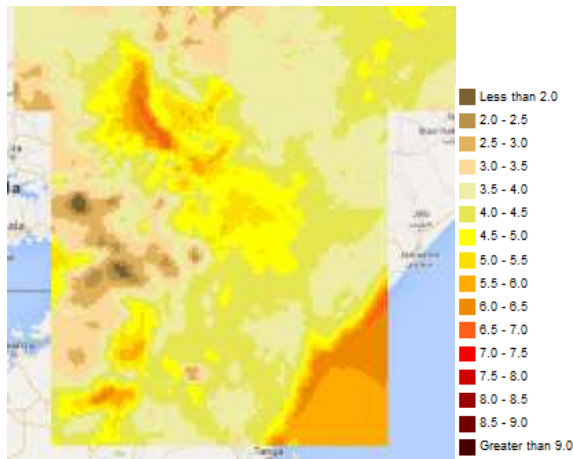 Less than 2.0
2.0 - 2.5
2.5 - 3.0
3.0 - 3.5
3.5 - 4.0
4.0 - 4.5
4.5 - 5.0
5.0 - 5.5
5.5 - 6.0
6.0 - 6.5
6.5 - 7.0
7.0 - 7.5
7.5 - 8.0
8.0 - 8.5
8.5 - 9.0
Greater than 9.0
Tanga